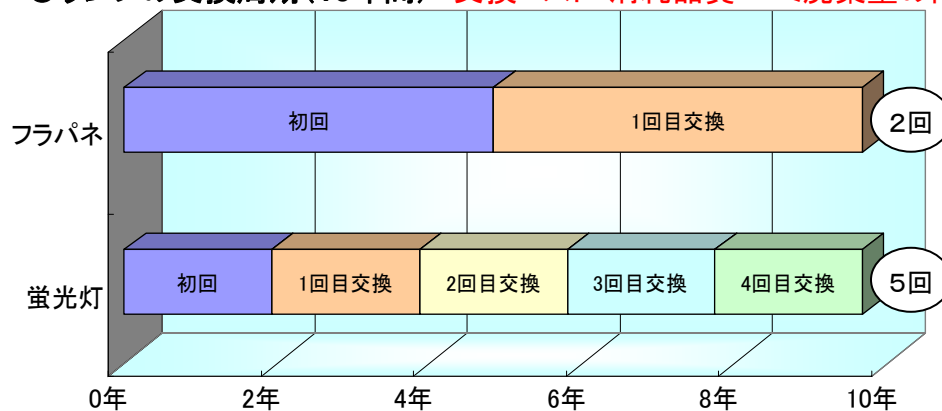 フラパネ
初回
1回目交換
2回
蛍光灯
初回
1回目交換
2回目交換
3回目交換
4回目交換
5回
0年
2年
4年
6年
8年
10年